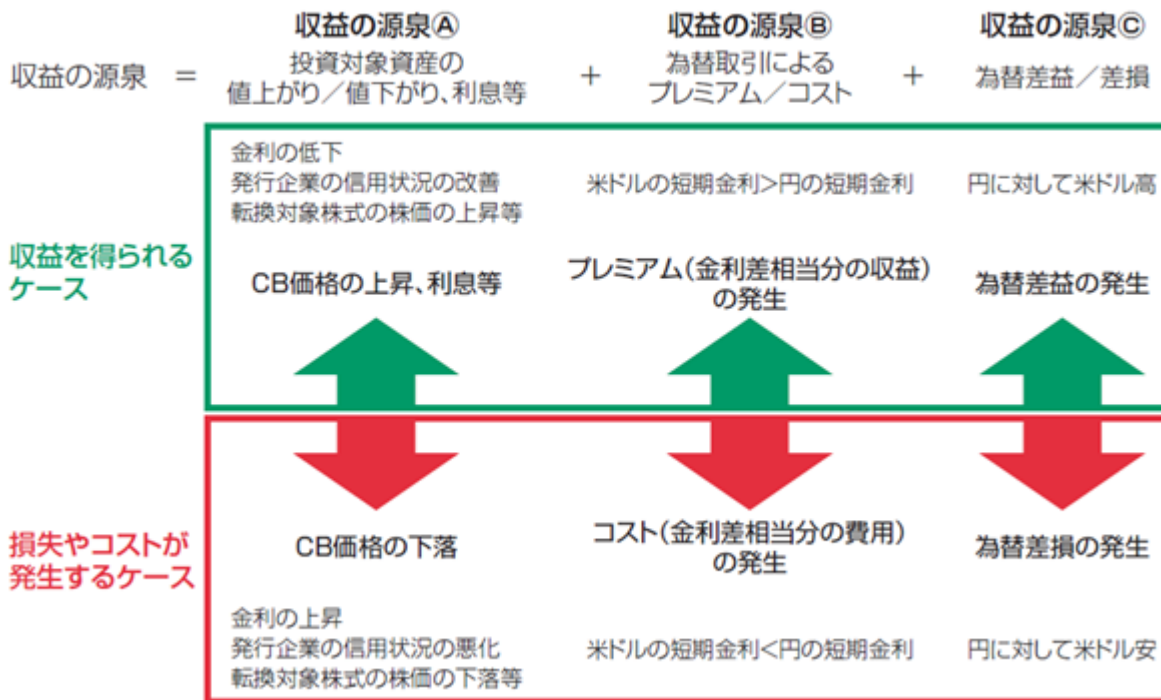 収益の源泉Ⓐ
収益の源泉Ⓑ
収益の源泉Ⓒ
収益の源泉
=
投資対象資産の
値上がり／値下がり、利息等
+
為替取引による
プレミアム／コスト
+
為替差益／差損
収益を得られる
ケース
金利の低下
発行企業の信用状況の改善
転換対象株式の株価の上昇等
米ドルの短期金利>円の短期金利
円に対して米ドル高
CB価格の上昇、利息等
プレミアム(金利差相当分の収益)
の発生
為替差益の発生
損失やコストが
発生するケース
CB価格の下落
コスト(金利差相当分の費用)
の発生
為替差損の発生
金利の上昇
発行企業の信用状況の悪化
転換対象株式の株価の下落等
米ドルの短期金利<円の短期金利
円に対して米ドル安